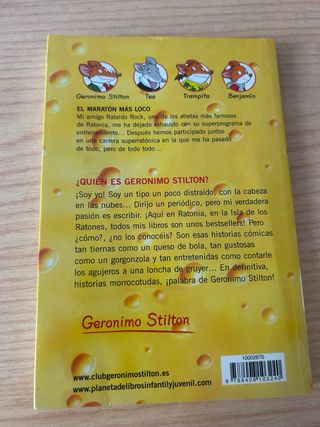 Geronimo Stilton
Tea
Trampita
Benjamín
EL MARATÓN MÁS LOCO
Mi amigo Rataldo Rock, uno de los atletas más famosos
de Ratonia, me ha dejado exhausto con su superprograma de
entrenamiento... Después hemos participado juntos
en una carrera superratónica en la que me ha pasado
de todo, pero de todo todo...
¿QUIÉN ES GERONIMO STILTON?
¡Soy yo! Soy un tipo un poco distraído, con la cabeza
en las nubes... Dirijo un periódico, pero mi verdadera
pasión es escribir. ¡Aquí en Ratonia, en la Isla de los
Ratones, todos mis libros son unos bestsellers! Pero
¿cómo?, ¿no los conocéis? Son esas historias cómicas
tan tiernas como un queso de bola, tan gustosas
como un gorgonzola y tan entretenidas como contarle
los agujeros a una loncha de gruyer... En definitiva,
historias morrocotudas, ¡palabra de Geronimo Stilton!
Geronimo Stilton
10002870
www.clubgeronimostilton.es
www.planetadelibrosinfantilyjuvenil.com
9 788408 103240